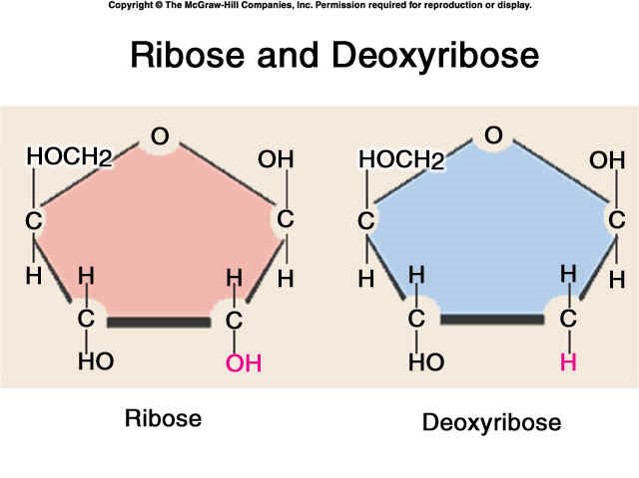 Copyright © The McGraw-Hill Companies, Inc. Permission required for reproduction or display.
Ribose and Deoxyribose
O
HOCH2
OH
C
C
H
H
H
H
C
C
HO
OH
Ribose
O
HOCH2
OH
C
C
H
H
H
H
C
C
HO
H
Deoxyribose